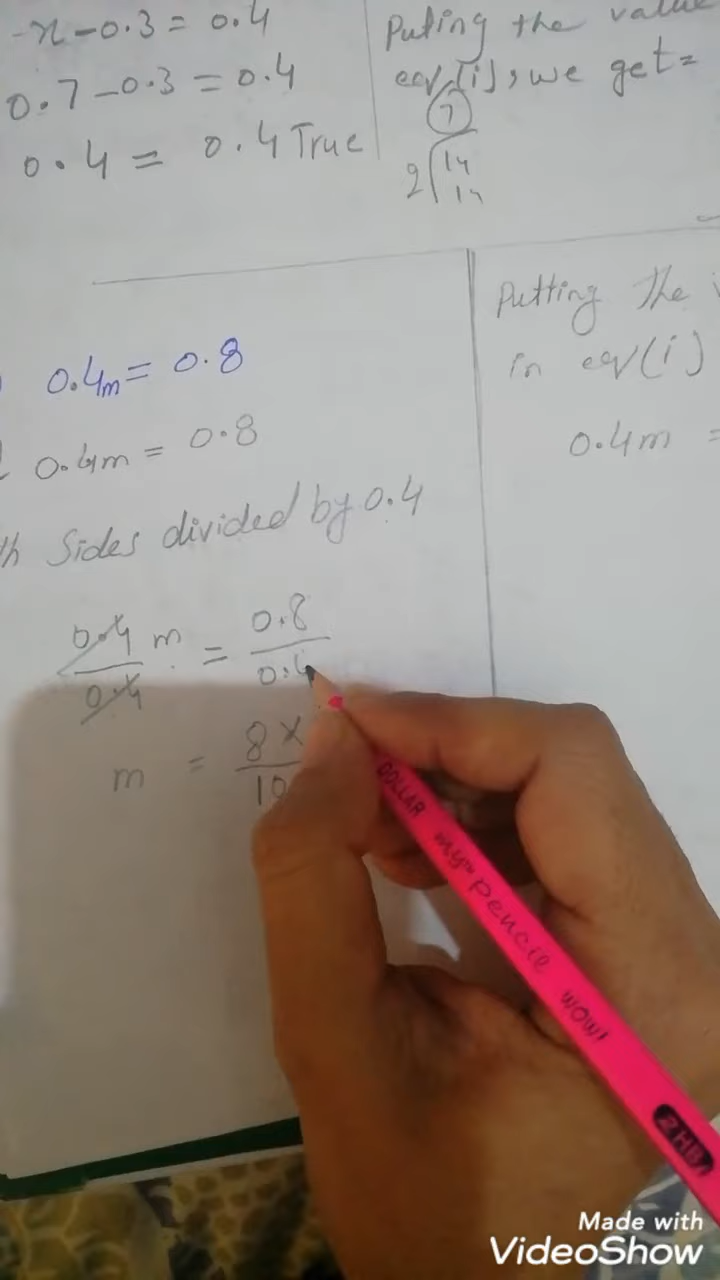 x-0.3 = 0.4
0.7-0.3 = 0.4
0.4 = 0.4 True
Puting the value
eq(i), we get=
7
2 14
14
0.4m = 0.8
0.4m = 0.8
Sides divided by 0.4
0.4 m = 0.8
0.4 0.4
m = 8 x
10
Putting The
in eq(i)
0.4m =
DOLLAR my pencil WOW!
2HB
Made with
VideoShow